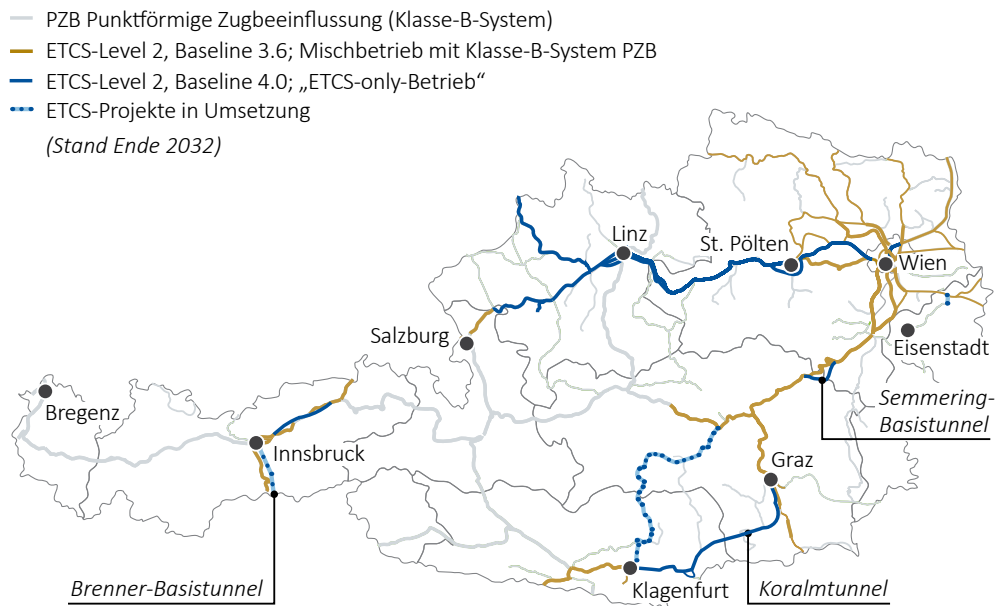 PZB Punktförmige Zugbeeinflussung (Klasse-B-System)
ETCS-Level 2, Baseline 3.6; Mischbetrieb mit Klasse-B-System PZB
ETCS-Level 2, Baseline 4.0; „ETCS-only-Betrieb“
ETCS-Projekte in Umsetzung
(Stand Ende 2032)
Linz
St. Pölten
Wien
Salzburg
Eisenstadt
Bregenz
Semmering-
Basistunnel
Innsbruck
Graz
Brenner-Basistunnel
Klagenfurt
Koralmtunnel